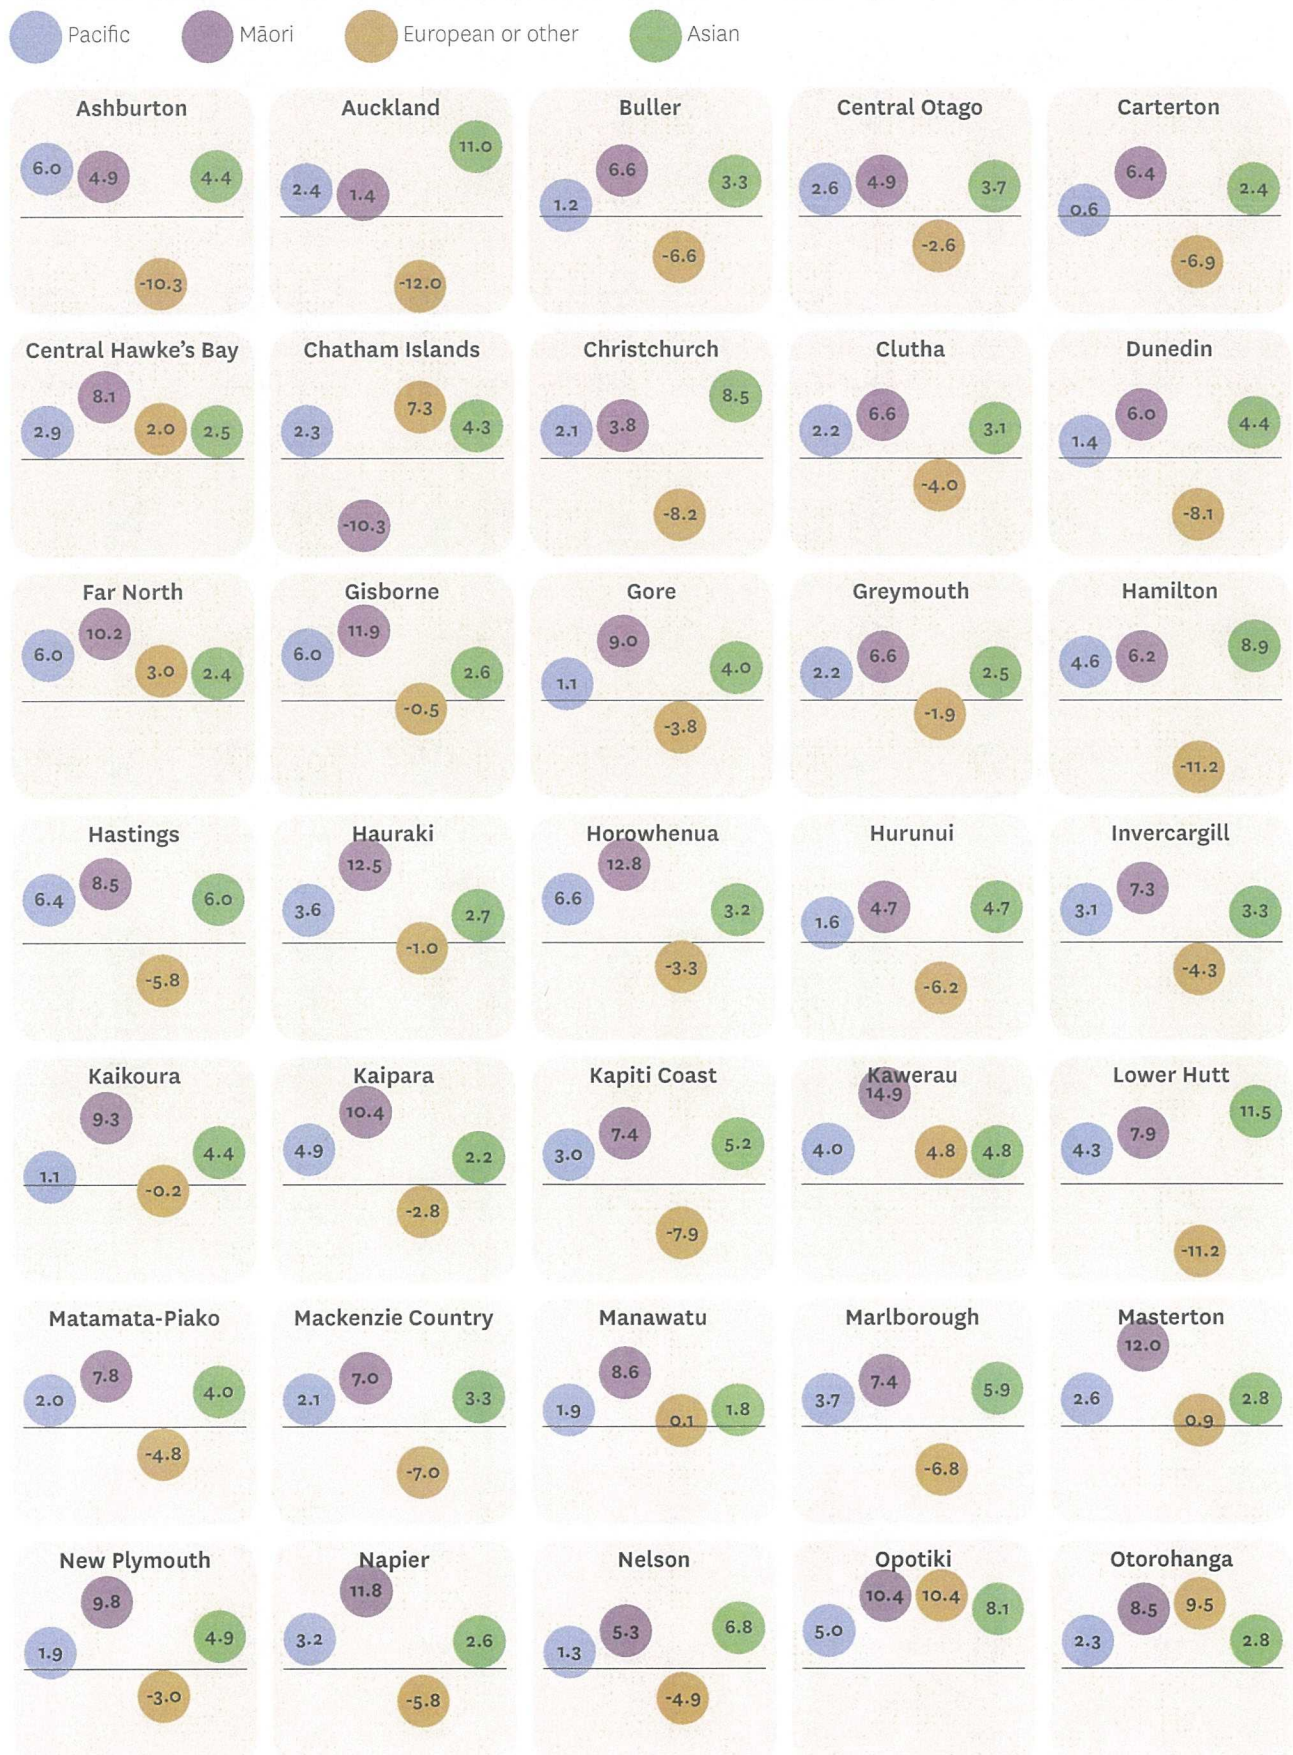 Pacific Māori European or other Asian
Ashburton Auckland Buller Central Otago Carterton
6.0 4.9 -10.3 4.4
2.4 1.4 -12.0 11.0
1.2 6.6 -6.6 3.3
2.6 4.9 -2.6 3.7
0.6 6.4 -6.9 2.4
Central Hawke's Bay Chatham Islands Christchurch Clutha Dunedin
2.9 8.1 2.0 2.5
2.3 -10.3 7.3 4.3
2.1 3.8 -8.2 8.5
2.2 6.6 -4.0 3.1
1.4 6.0 -8.1 4.4
Far North Gisborne Gore Greymouth Hamilton
6.0 10.2 3.0 2.4
6.0 11.9 -0.5 2.6
1.1 9.0 -3.8 4.0
2.2 6.6 -1.9 2.5
4.6 6.2 -11.2 8.9
Hastings Hauraki Horowhenua Hurunui Invercargill
6.4 8.5 -5.8 6.0
3.6 12.5 -1.0 2.7
6.6 12.8 -3.3 3.2
1.6 4.7 -6.2 4.7
3.1 7.3 -4.3 3.3
Kaikoura Kaipara Kapiti Coast Kawerau Lower Hutt
1.1 9.3 -0.2 4.4
4.9 10.4 -2.8 2.2
3.0 7.4 -7.9 5.2
4.0 14.9 4.8 4.8
4.3 7.9 -11.2 11.5
Matamata-Piako Mackenzie Country Manawatu Marlborough Masterton
2.0 7.8 -4.8 4.0
2.1 7.0 -7.0 3.3
1.9 8.6 0.1 1.8
3.7 7.4 -6.8 5.9
2.6 12.0 0.9 2.8
New Plymouth Napier Nelson Opotiki Otorohanga
1.9 9.8 -3.0 4.9
3.2 11.8 -5.8 2.6
1.3 5.3 -4.9 6.8
5.0 10.4 10.4 8.1
2.3 8.5 9.5 2.8